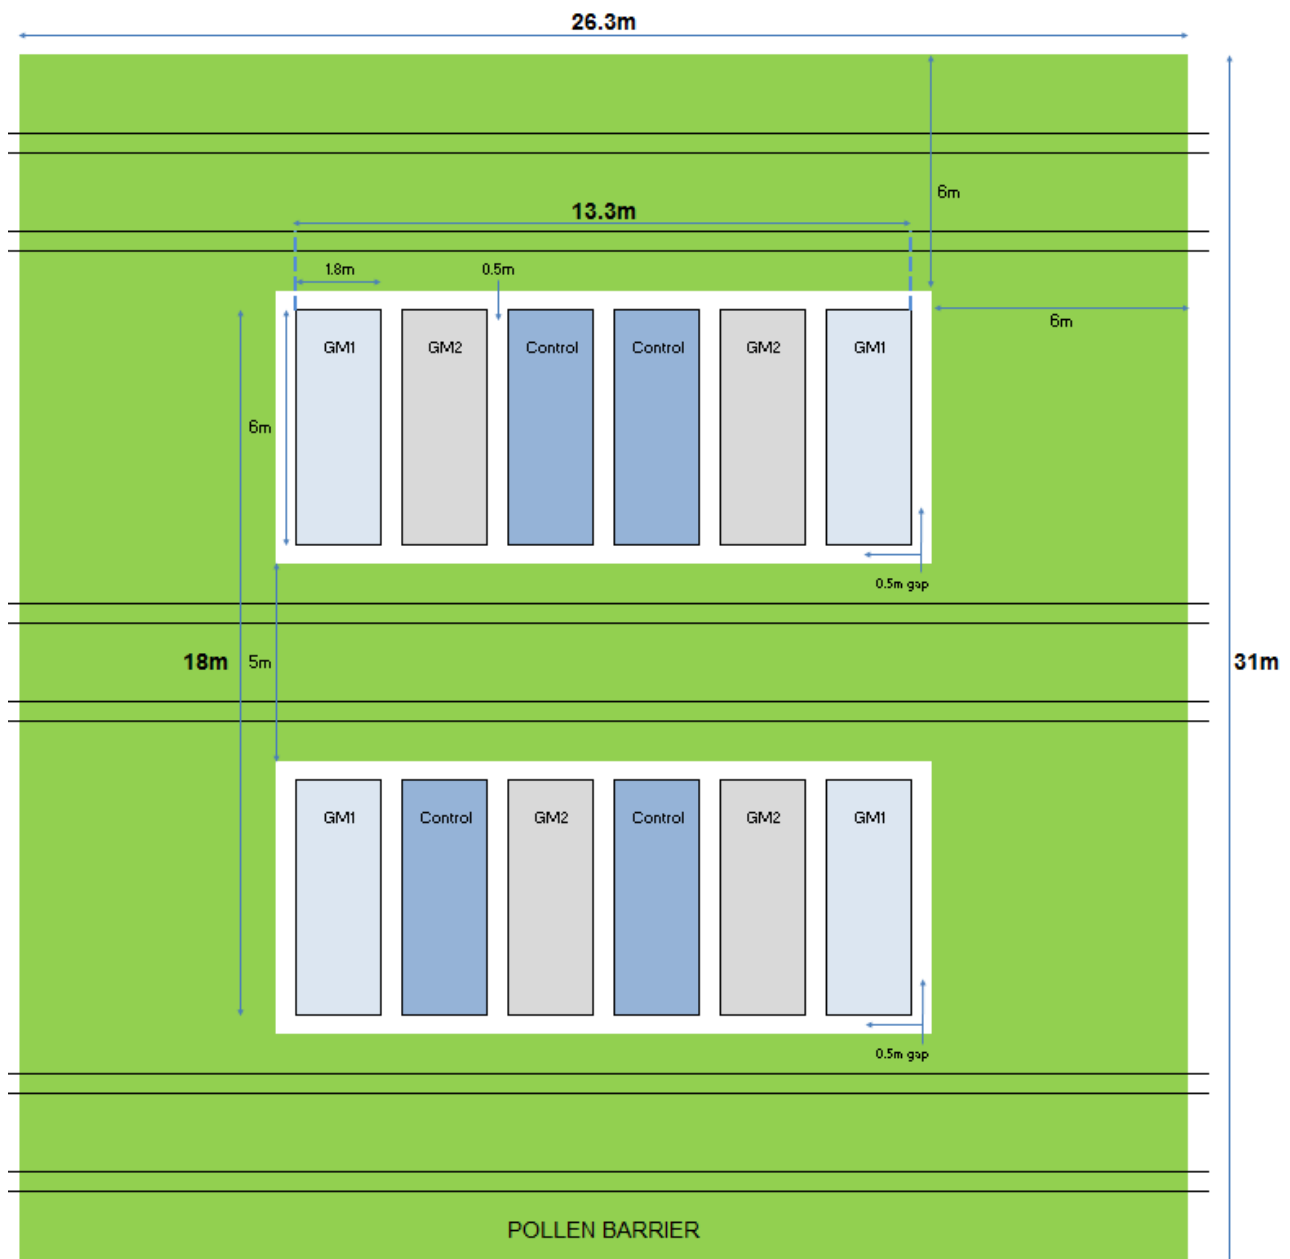 26.3m
6m
13.3m
1.8m
0.5m
6m
GM1
GM2
Control
Control
GM2
GM1
6m
0.5m gap
18m
5m
31m
GM1
Control
GM2
Control
GM2
GM1
0.5m gap
POLLEN BARRIER